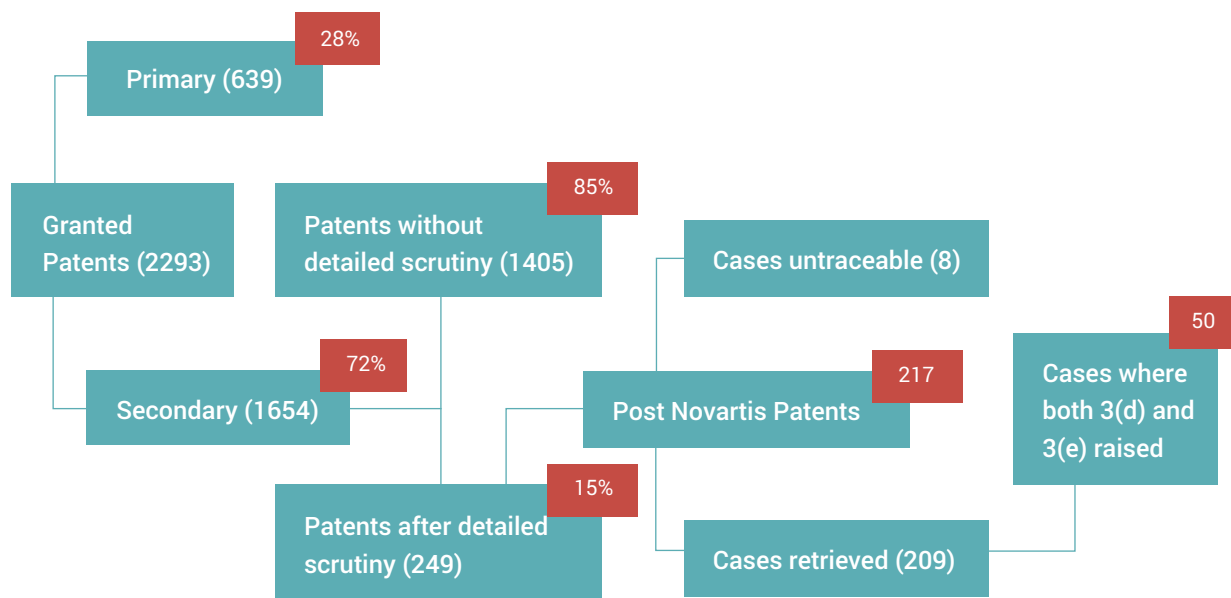 28%
Primary (639)
Granted
Patents (2293)
85%
Patents without
detailed scrutiny (1405)
72%
Secondary (1654)
15%
Patents after detailed
scrutiny (249)
Cases untraceable (8)
217
Post Novartis Patents
Cases retrieved (209)
50
Cases where
both 3(d) and
3(e) raised